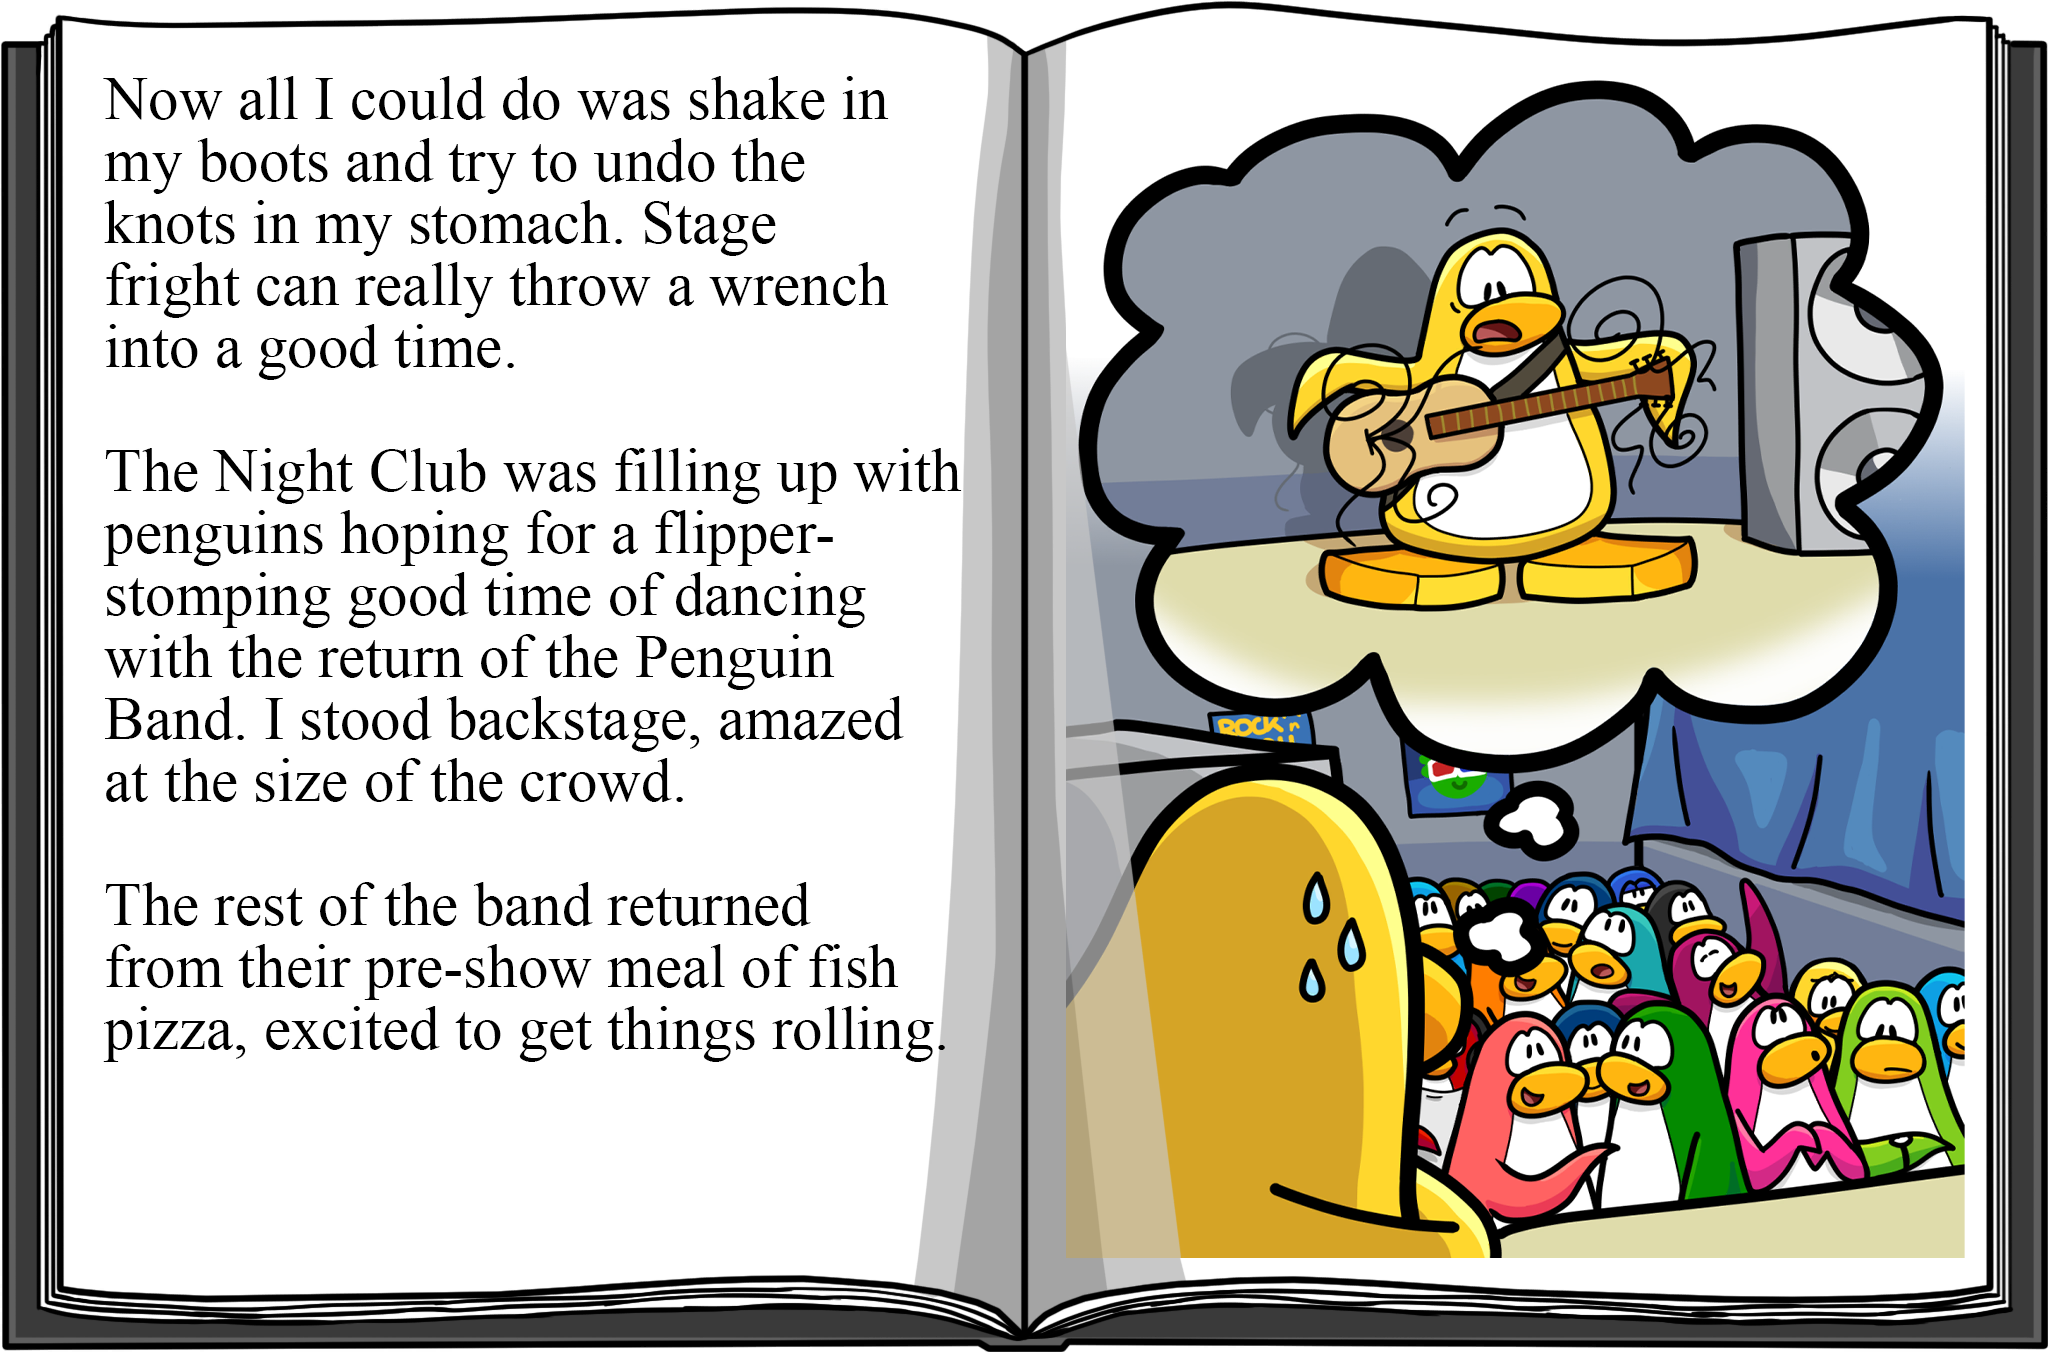 Now all I could do was shake in
my boots and try to undo the
knots in my stomach. Stage
fright can really throw a wrench
into a good time.
The Night Club was filling up with
penguins hoping for a flipper-
stomping good time of dancing
with the return of the Penguin
Band. I stood backstage, amazed
at the size of the crowd.
The rest of the band returned
from their pre-show meal of fish
pizza, excited to get things rolling.
ROCK n